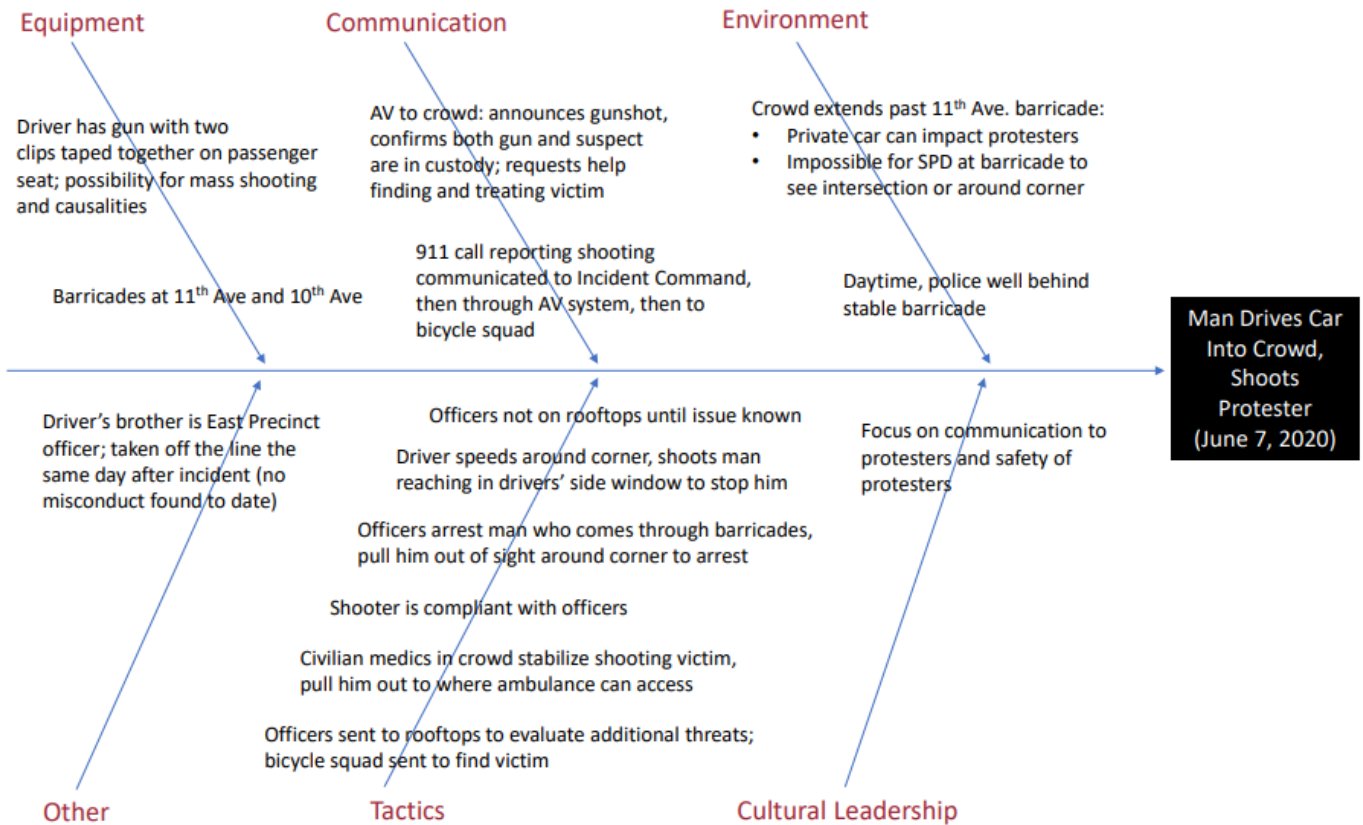 Equipment
Communication
Environment
Driver has gun with two
clips taped together on passenger
seat; possibility for mass shooting
and causalities
Barricades at 11th Ave and 10th Ave
AV to crowd: announces gunshot,
confirms both gun and suspect
are in custody; requests help
finding and treating victim
911 call reporting shooting
communicated to Incident Command,
then through AV system, then to
bicycle squad
Crowd extends past 11th Ave. barricade:
• Private car can impact protesters
• Impossible for SPD at barricade to
see intersection or around corner
Daytime, police well behind
stable barricade
Man Drives Car
Into Crowd,
Shoots
Protester
(June 7, 2020)
Driver’s brother is East Precinct
officer; taken off the line the
same day after incident (no
misconduct found to date)
Officers not on rooftops until issue known
Driver speeds around corner, shoots man
reaching in drivers’ side window to stop him
Officers arrest man who comes through barricades,
pull him out of sight around corner to arrest
Shooter is compliant with officers
Civilian medics in crowd stabilize shooting victim,
pull him out to where ambulance can access
Officers sent to rooftops to evaluate additional threats;
bicycle squad sent to find victim
Focus on communication to
protesters and safety of
protesters
Other
Tactics
Cultural Leadership